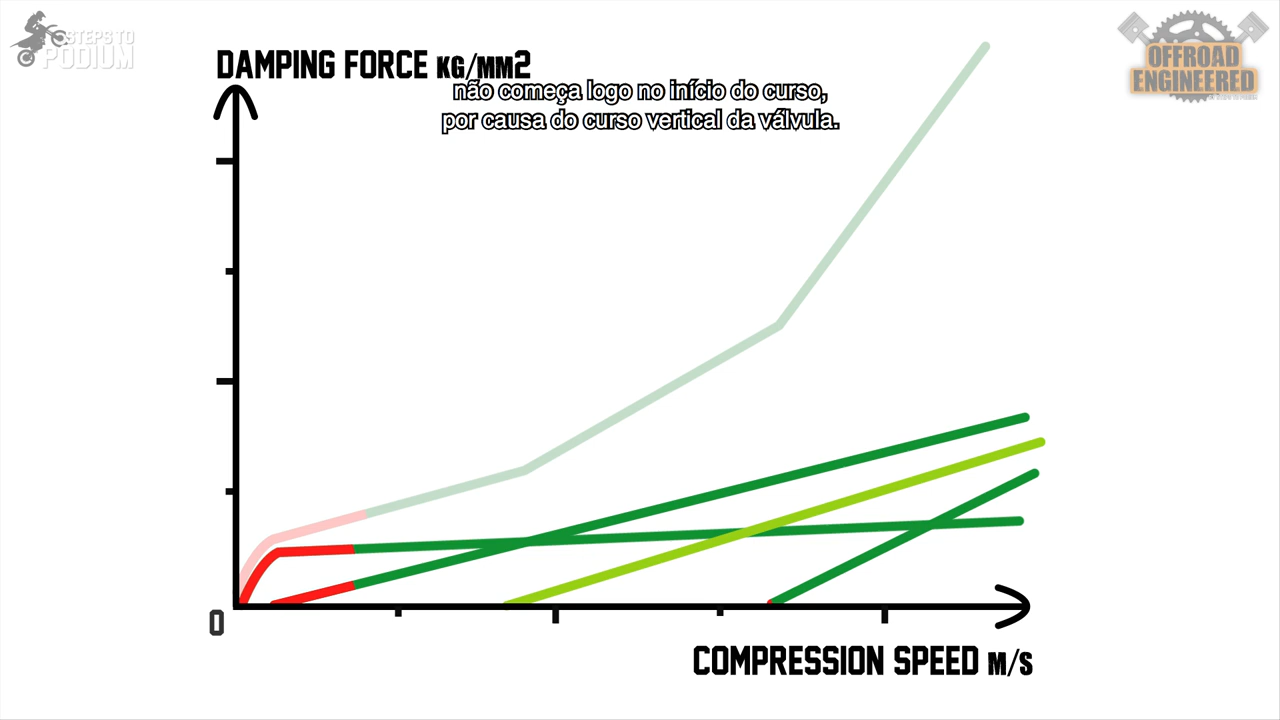 STEPS TO
PODIUM
OFFROAD
ENGINEERED
DAMPING FORCE KG/MM2
não começa logo no início do curso,
por causa do curso vertical da válvula.
0
COMPRESSION SPEED M/S